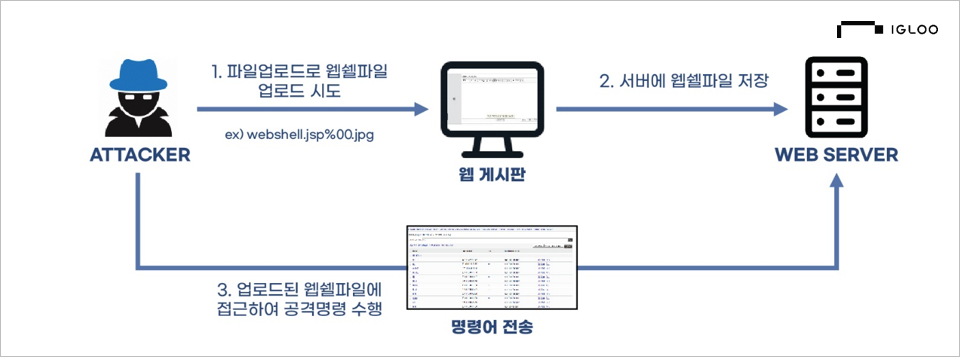 IGLOO
1. 파일업로드로 웹쉘파일
업로드 시도
ex) webshell.jsp%00.jpg
2. 서버에 웹쉘파일 저장
ATTACKER
웹 게시판
WEB SERVER
3. 업로드된 웹쉘파일에
접근하여 공격명령 수행
명령어 전송